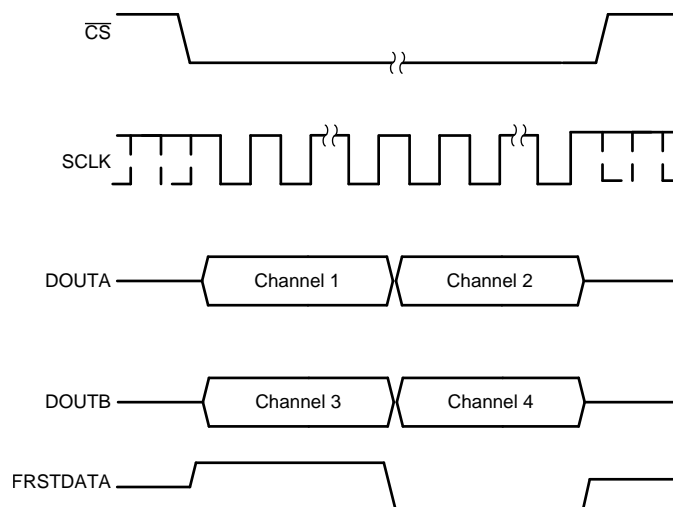 CS
SCLK
DOUTA
Channel 1
Channel 2
DOUTB
Channel 3
Channel 4
FRSTDATA